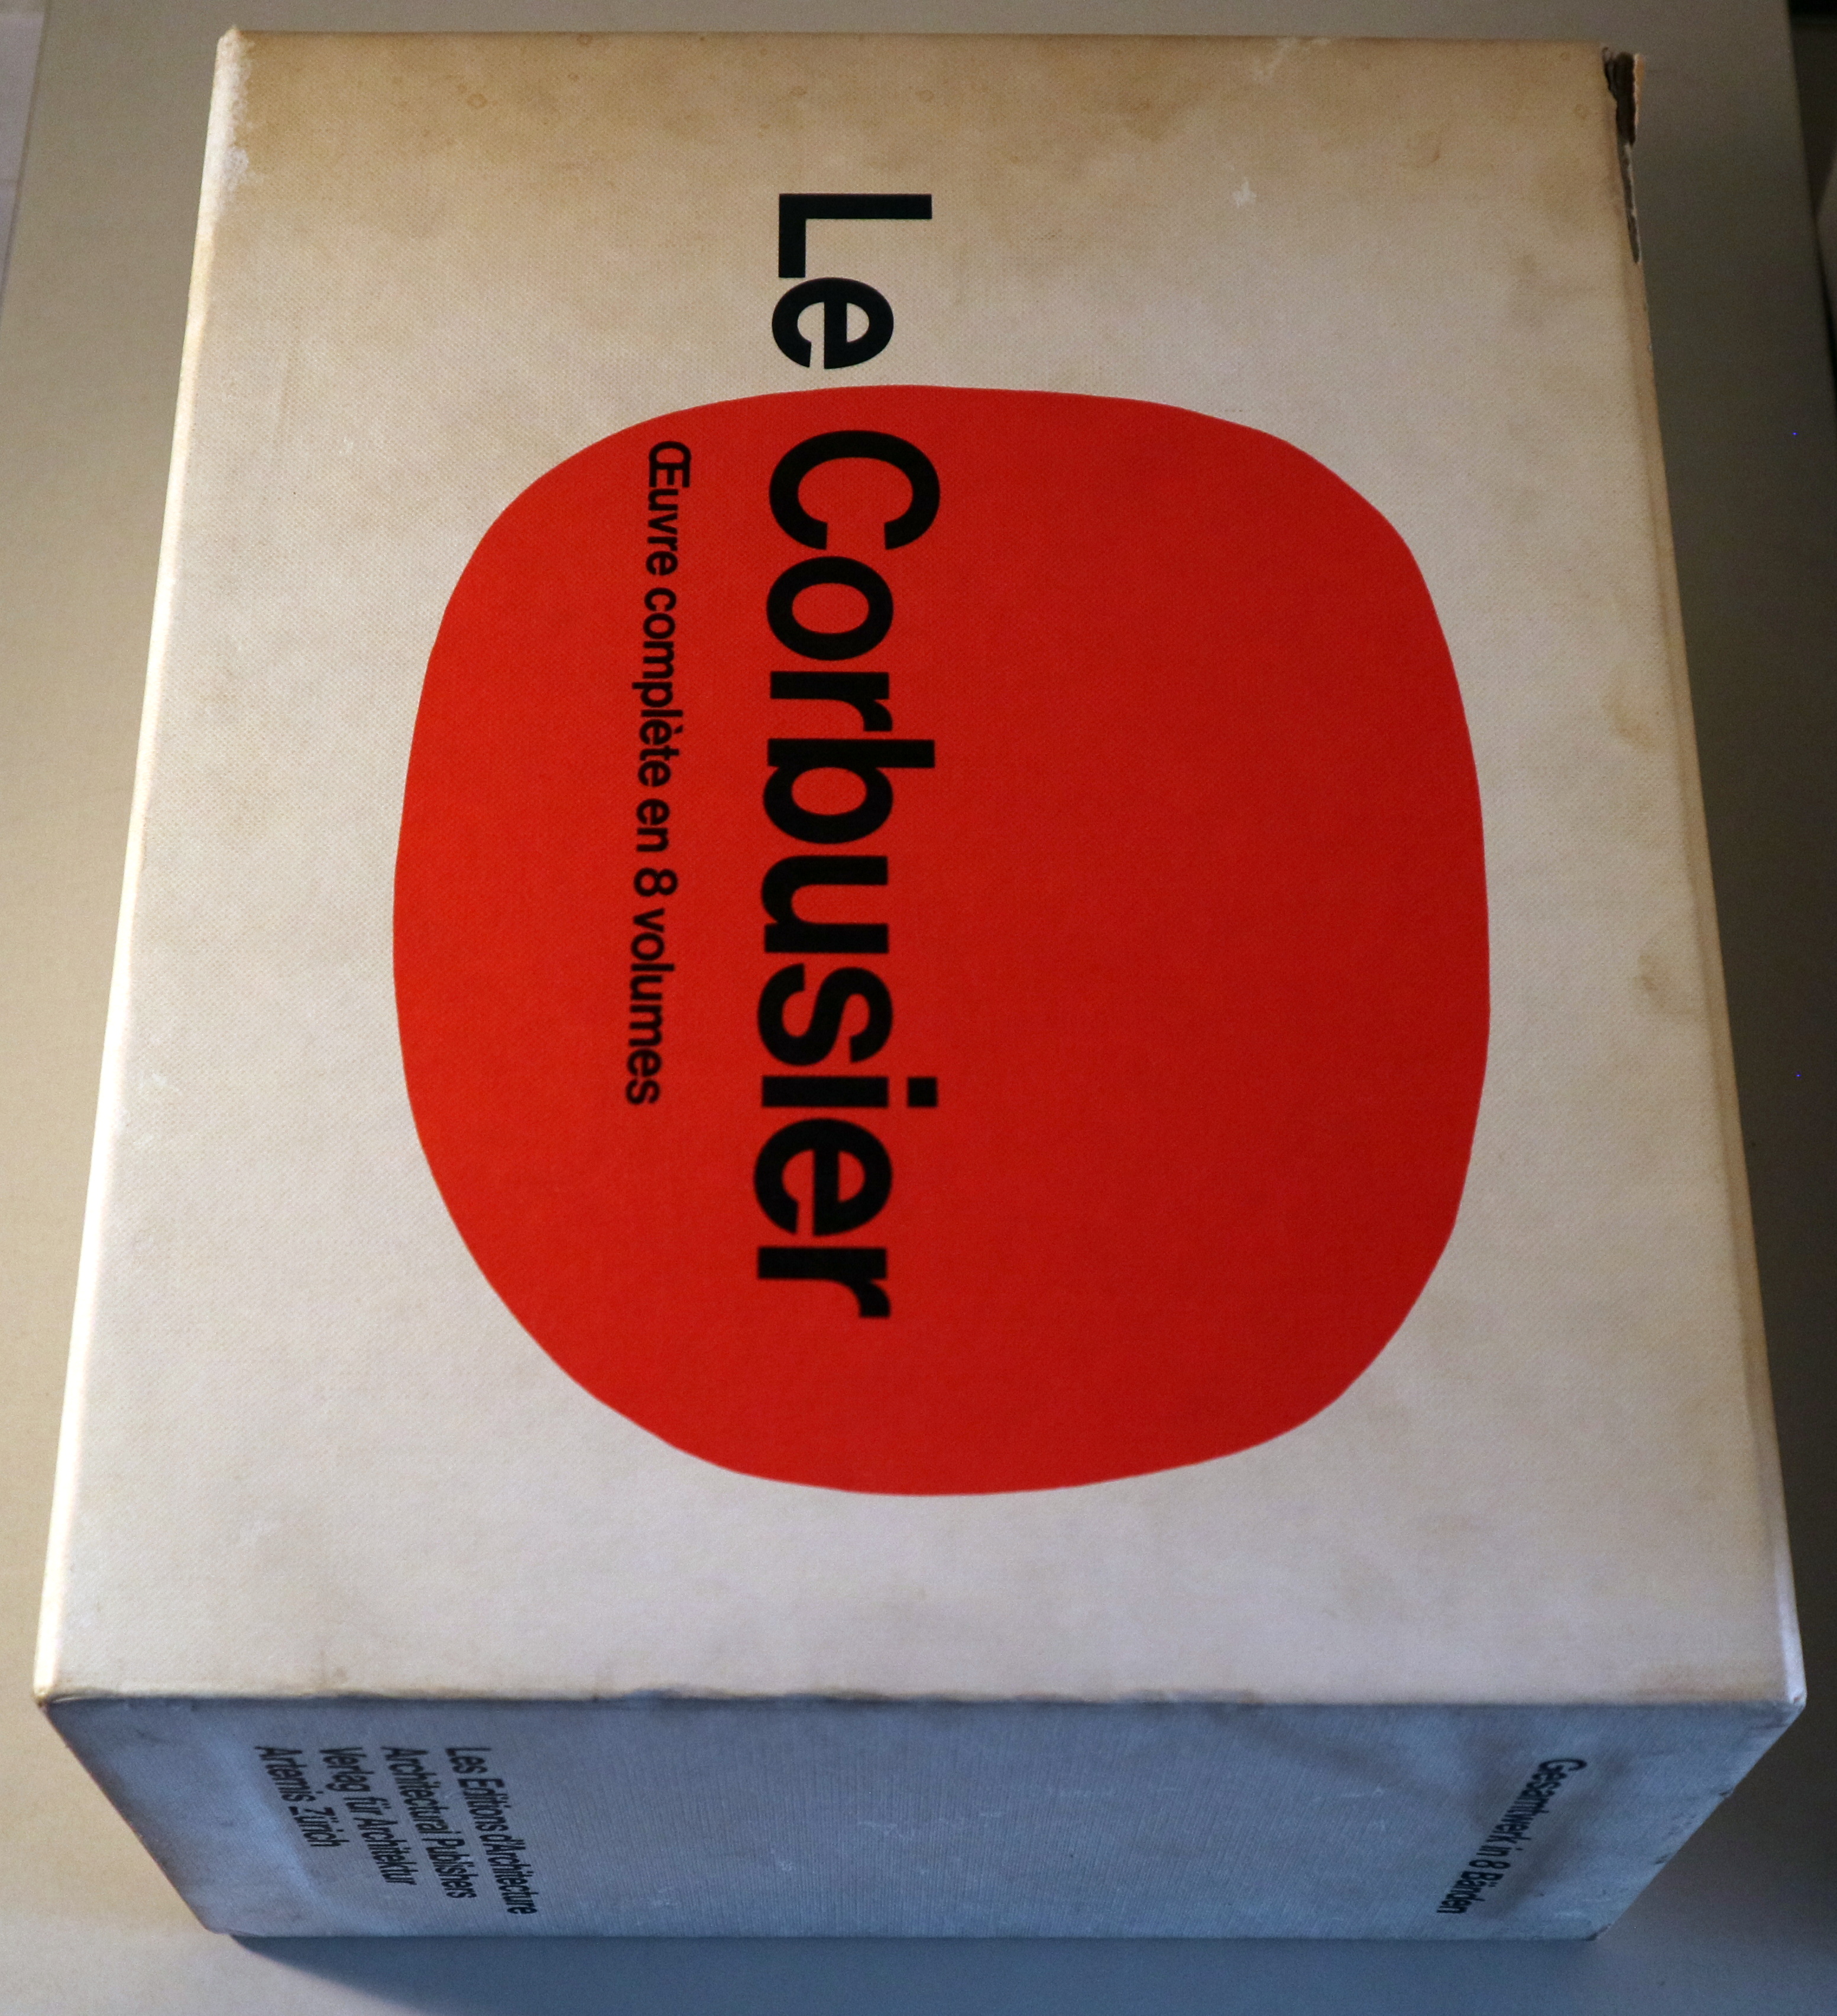 Le Corbusier
Œuvre complète en 8 volumes
Gesamtwerk in 8 Bänden
Les Editions d'Architecture
Architectural Publishers
Verlag für Architektur
Artemis Zürich